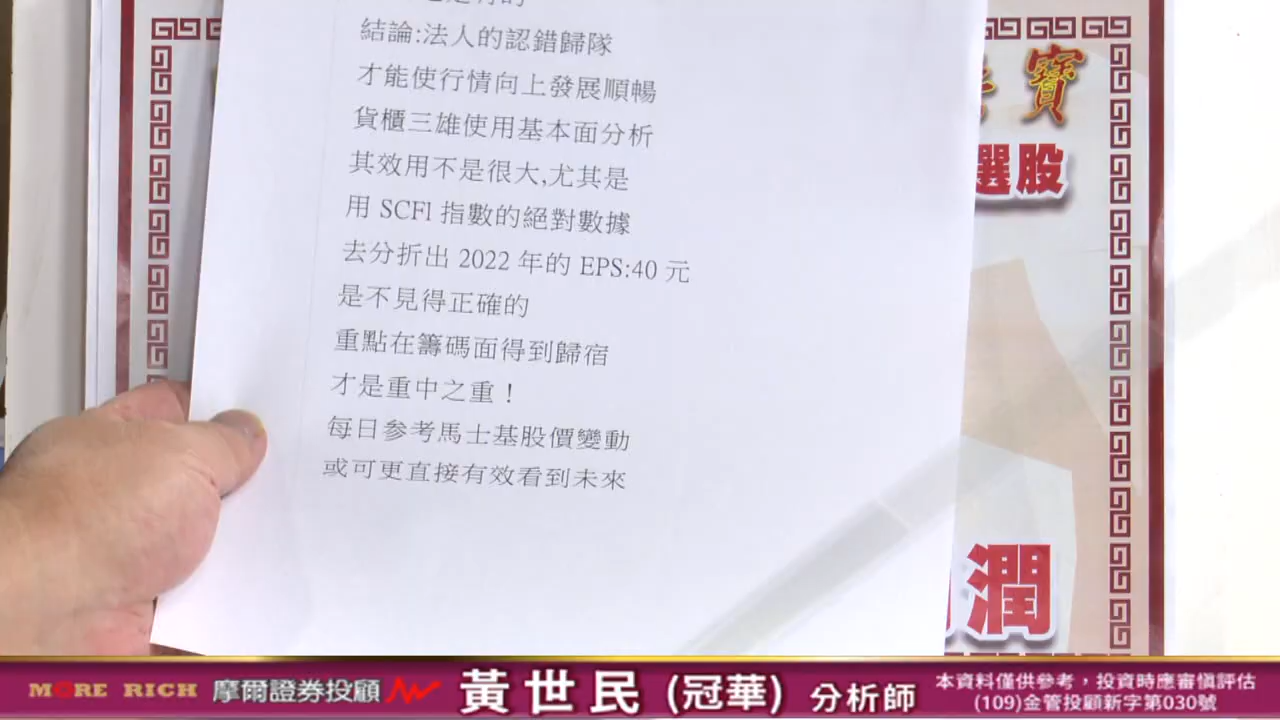 結論:法人的認錯歸隊
才能使行情向上發展順暢
貨櫃三雄使用基本面分析
其效用不是很大,尤其是
用 SCFl 指數的絕對數據
去分折出 2022 年的 EPS:40 元
是不見得正確的
重點在籌碼面得到歸宿
才是重中之重！
每日參考馬士基股價變動
或可更直接有效看到未來
寶
選股
潤
MORE RICH 摩爾證券投顧 黃世民 (冠華) 分析師
本資料僅供參考，投資時應審慎評估
(109)金管投顧新字第030號